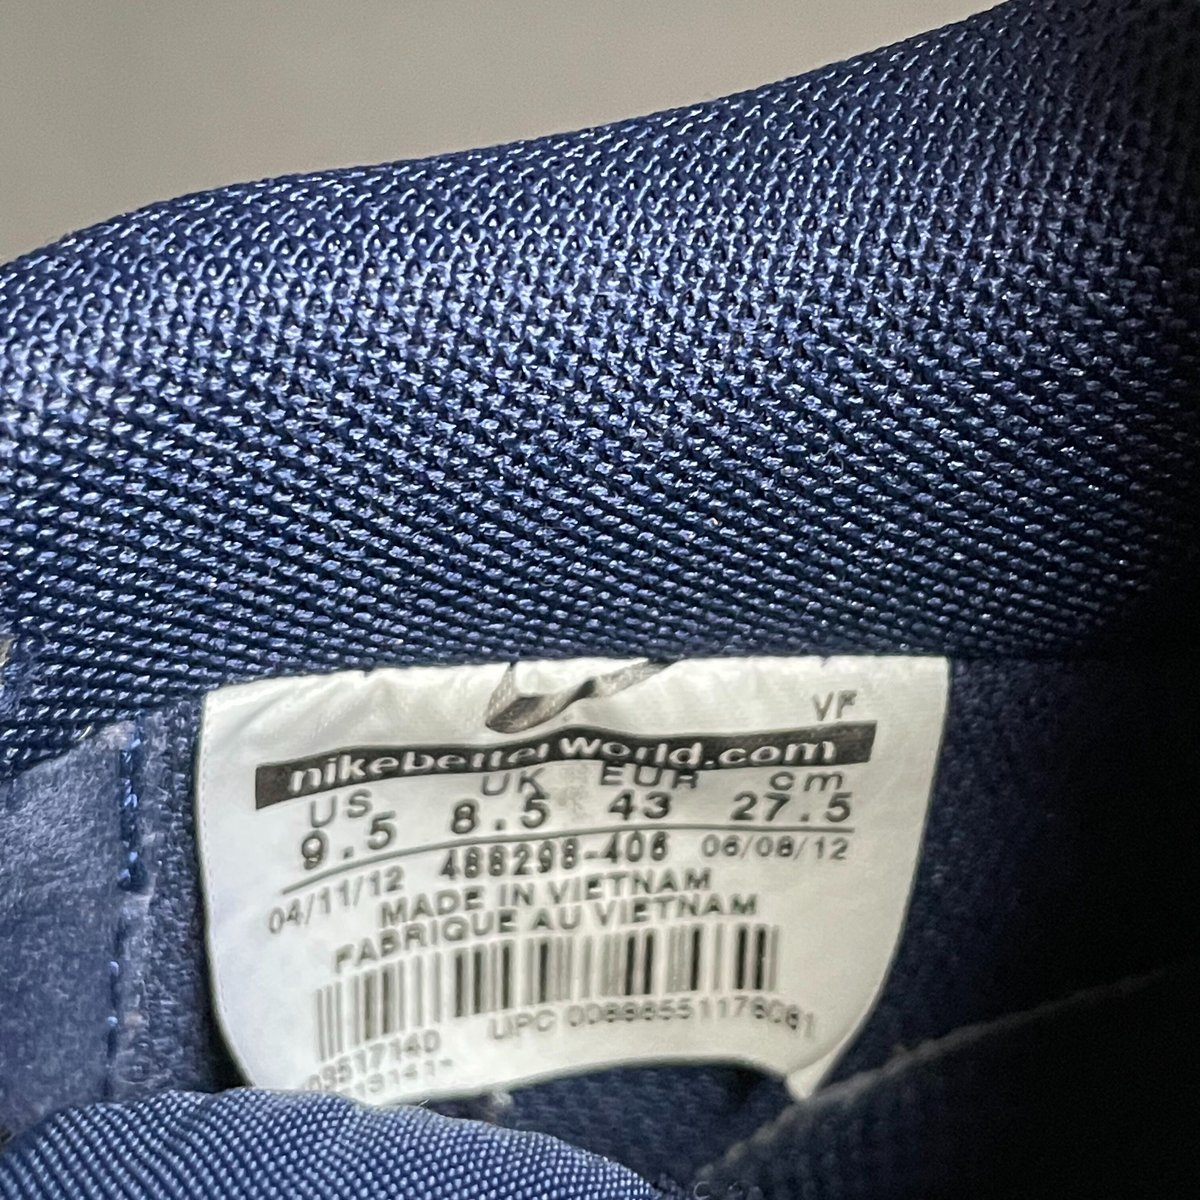 VF
nikebetterworld.com
US UK EUR cm
9.5 8.5 43 27.5
04/11/12 488298-406 06/08/12
MADE IN VIETNAM
FABRIQUE AU VIETNAM
UPC